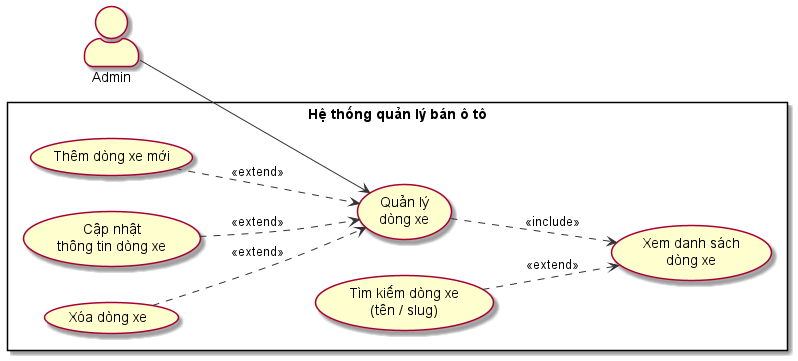 Admin
Hệ thống quản lý bán ô tô
Thêm dòng xe mới
«extend»
Quản lý
dòng xe
Cập nhật
thông tin dòng xe
«extend»
«include»
Xem danh sách
dòng xe
«extend»
«extend»
Tìm kiếm dòng xe
(tên / slug)
Xóa dòng xe